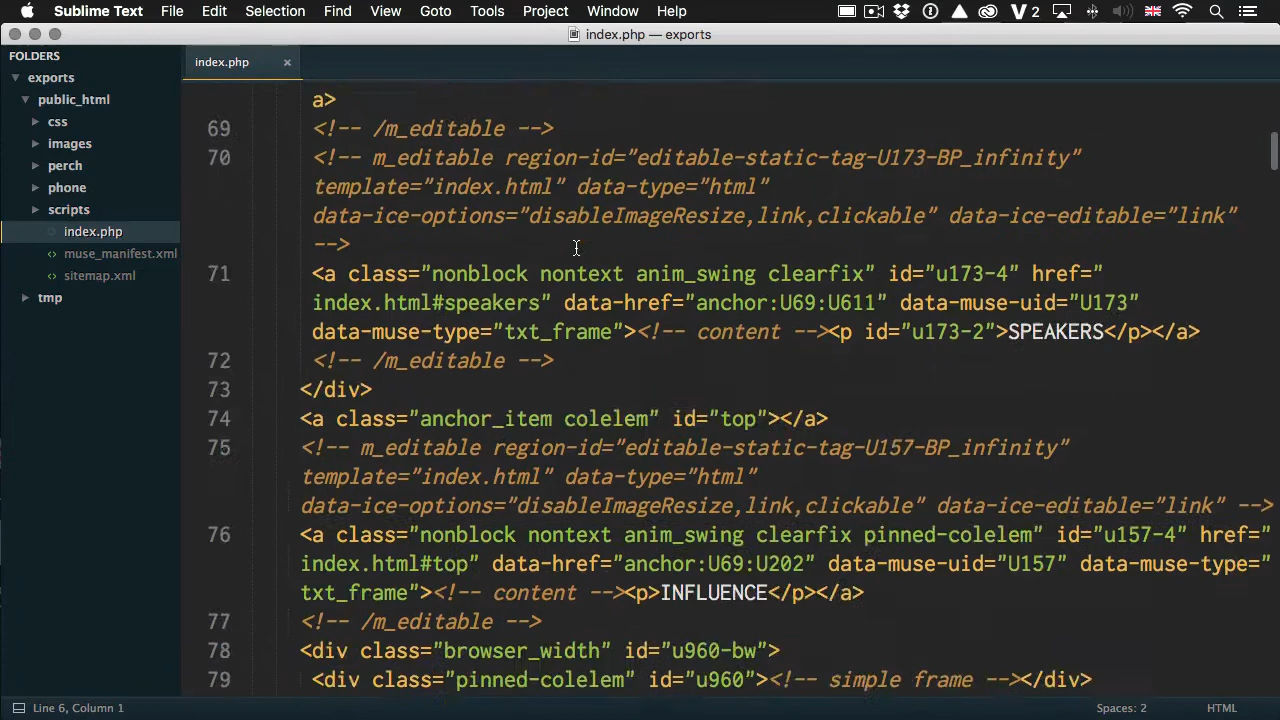 Sublime Text File Edit Selection Find View Goto Tools Project Window Help 2
index.php — exports
FOLDERS
exports
public_html
css
images
perch
phone
scripts
index.php
muse_manifest.xml
sitemap.xml
tmp
index.php ×
a>
69 <!-- /m_editable -->
70 <!-- m_editable region-id="editable-static-tag-U173-BP_infinity"
template="index.html" data-type="html"
data-ice-options="disableImageResize,link,clickable" data-ice-editable="link"
-->
71 <a class="nonblock nontext anim_swing clearfix" id="u173-4" href="
index.html#speakers" data-href="anchor:U69:U611" data-muse-uid="U173"
data-muse-type="txt_frame"><!-- content --><p id="u173-2">SPEAKERS</p></a>
72 <!-- /m_editable -->
73 </div>
74 <a class="anchor_item colelem" id="top"></a>
75 <!-- m_editable region-id="editable-static-tag-U157-BP_infinity"
template="index.html" data-type="html"
data-ice-options="disableImageResize,link,clickable" data-ice-editable="link" -->
76 <a class="nonblock nontext anim_swing clearfix pinned-colelem" id="u157-4" href="
index.html#top" data-href="anchor:U69:U202" data-muse-uid="U157" data-muse-type="
txt_frame"><!-- content --><p>INFLUENCE</p></a>
77 <!-- /m_editable -->
78 <div class="browser_width" id="u960-bw">
79 <div class="pinned-colelem" id="u960"><!-- simple frame --></div>
Line 6, Column 1
Spaces: 2
HTML